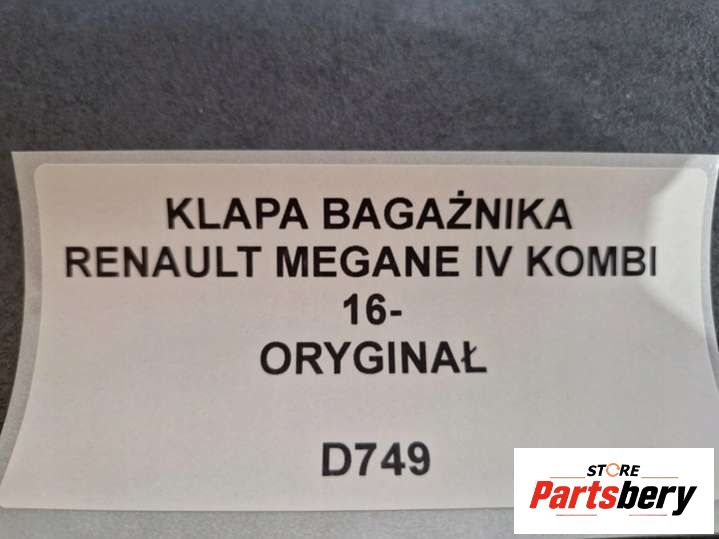 KLAPA BAGAŻNIKA
RENAULT MEGANE IV KOMBI
16-
ORYGINAŁ
D749
STORE
Partsbery